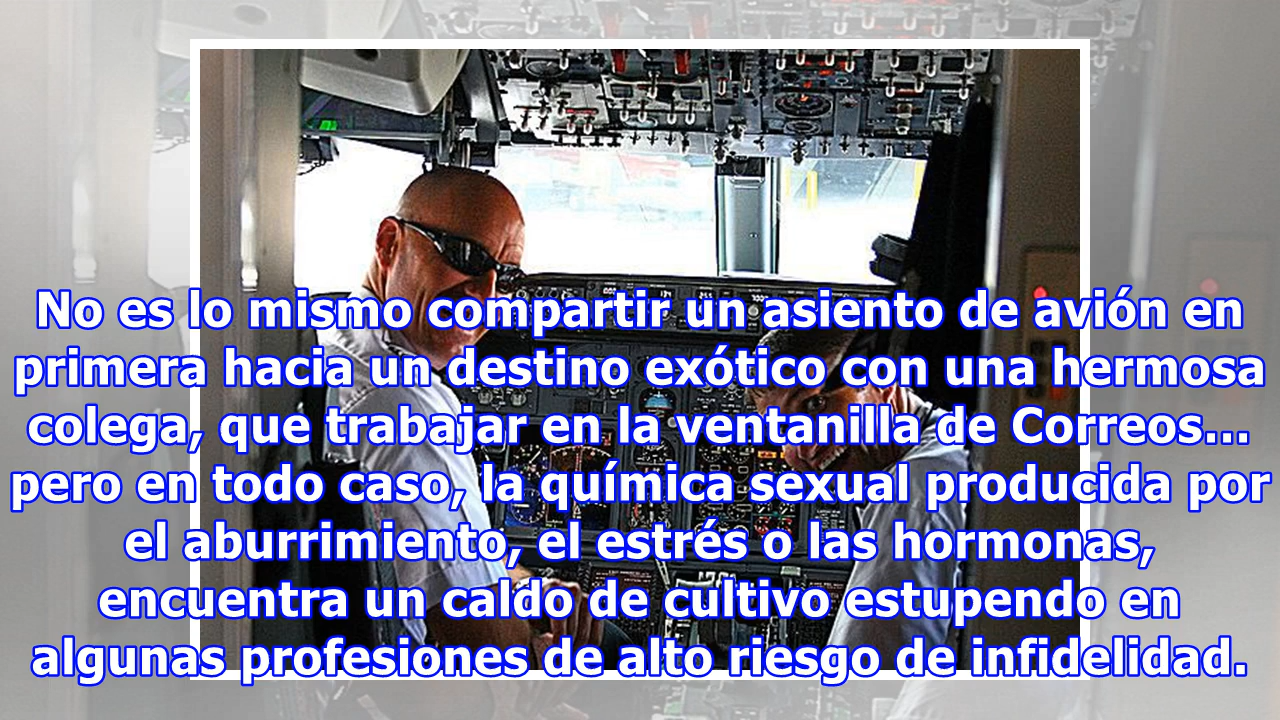 No es lo mismo compartir un asiento de avión en
primera hacia un destino exótico con una hermosa
colega, que trabajar en la ventanilla de Correos...
pero en todo caso, la química sexual producida por
el aburrimiento, el estrés o las hormonas,
encuentra un caldo de cultivo estupendo en
algunas profesiones de alto riesgo de infidelidad.